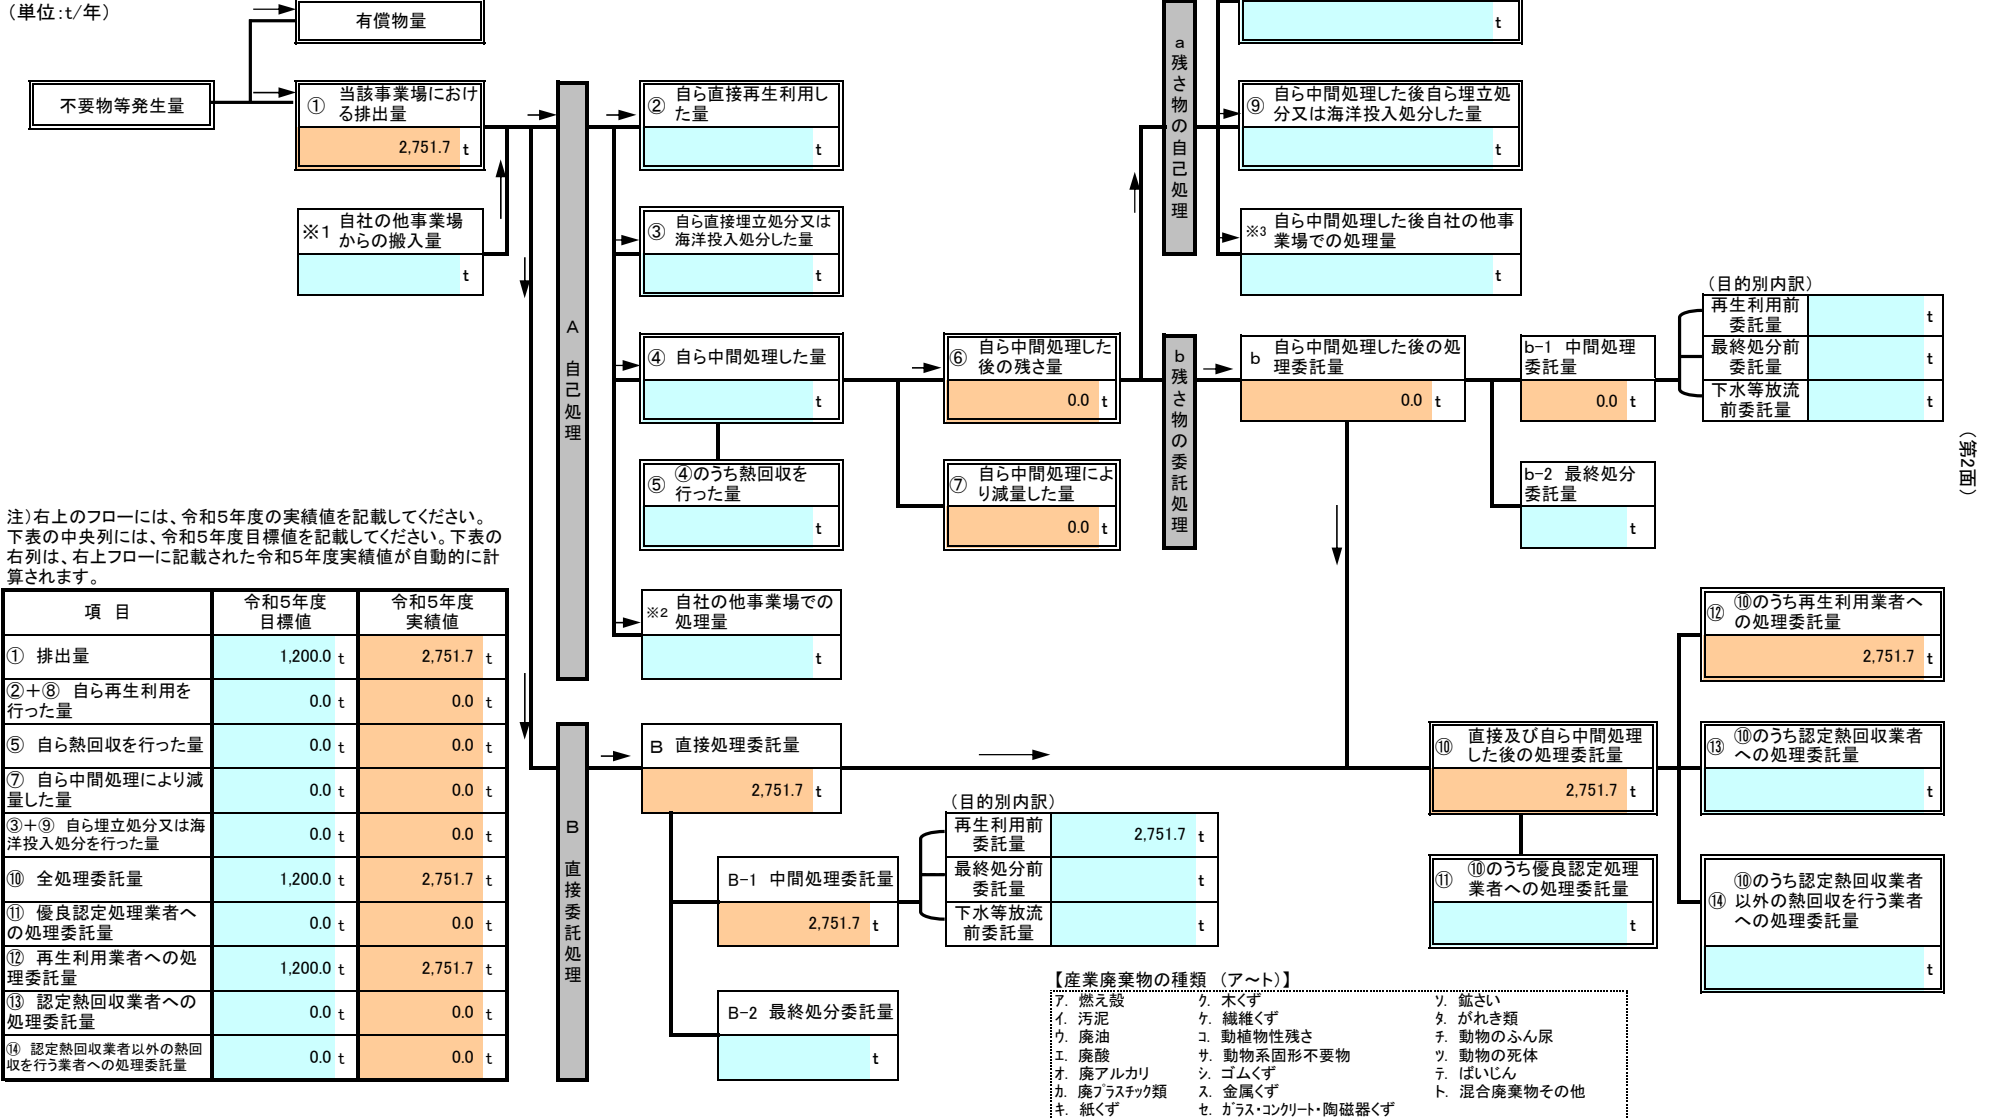 （単位:t/年）
有償物量
t
不要物等発生量
① 当該事業場におけ
る排出量
2,751.7 t
※1 自社の他事業場
からの搬入量
t
A 自己処理
② 自ら直接再生利用し
た量
t
③ 自ら直接埋立処分又は
海洋投入処分した量
t
④ 自ら中間処理した量
t
⑤ ④のうち熱回収を
行った量
t
※2 自社の他事業場での
処理量
t
⑥ 自ら中間処理した
後の残さ量
0.0 t
⑦ 自ら中間処理によ
り減量した量
0.0 t
a 残さ物の自己処理
⑨ 自ら中間処理した後自ら埋立処
分又は海洋投入処分した量
t
※3 自ら中間処理した後自社の他事
業場での処理量
t
b 残さ物の委託処理
b 自ら中間処理した後の処
理委託量
0.0 t
b-1 中間処理
委託量
0.0 t
b-2 最終処分
委託量
t
（目的別内訳）
再生利用前
委託量
t
最終処分前
委託量
t
下水等放流
前委託量
t
（第2面）
注）右上のフローには、令和5年度の実績値を記載してください。
下表の中央列には、令和5年度目標値を記載してください。下表の
右列は、右上フローに記載された令和5年度実績値が自動的に計
算されます。
項 目 令和5年度 目標値 令和5年度 実績値
① 排出量 1,200.0 t 2,751.7 t
②+⑧ 自ら再生利用を
行った量 0.0 t 0.0 t
⑤ 自ら熱回収を行った量 0.0 t 0.0 t
⑦ 自ら中間処理により減
量した量 0.0 t 0.0 t
③+⑨ 自ら埋立処分又は海
洋投入処分を行った量 0.0 t 0.0 t
⑩ 全処理委託量 1,200.0 t 2,751.7 t
⑪ 優良認定処理業者へ
の処理委託量 0.0 t 0.0 t
⑫ 再生利用業者への処
理委託量 1,200.0 t 2,751.7 t
⑬ 認定熱回収業者への
処理委託量 0.0 t 0.0 t
⑭ 認定熱回収業者以外の熱回
収を行う業者への処理委託量 0.0 t 0.0 t
B 直接委託処理
B 直接処理委託量
2,751.7 t
B-1 中間処理委託量
2,751.7 t
B-2 最終処分委託量
t
（目的別内訳）
再生利用前
委託量
2,751.7 t
最終処分前
委託量
t
下水等放流
前委託量
t
⑩ 直接及び自ら中間処理
した後の処理委託量
2,751.7 t
⑪ ⑩のうち優良認定処理
業者への処理委託量
t
⑫ ⑩のうち再生利用業者へ
の処理委託量
2,751.7 t
⑬ ⑩のうち認定熱回収業者
への処理委託量
t
⑭ ⑩のうち認定熱回収業者
以外の熱回収を行う業者
への処理委託量
t
【産業廃棄物の種類 （ア～ト）】
ア. 燃え殻 ク. 木くず ソ. 鉱さい
イ. 汚泥 ケ. 繊維くず タ. がれき類
ウ. 廃油 コ. 動植物性残さ チ. 動物のふん尿
エ. 廃酸 サ. 動物系固形不要物 ツ. 動物の死体
オ. 廃アルカリ シ. ゴムくず テ. ばいじん
カ. 廃プラスチック類 ス. 金属くず ト. 混合廃棄物その他
キ. 紙くず セ. ガラス・コンクリート・陶磁器くず